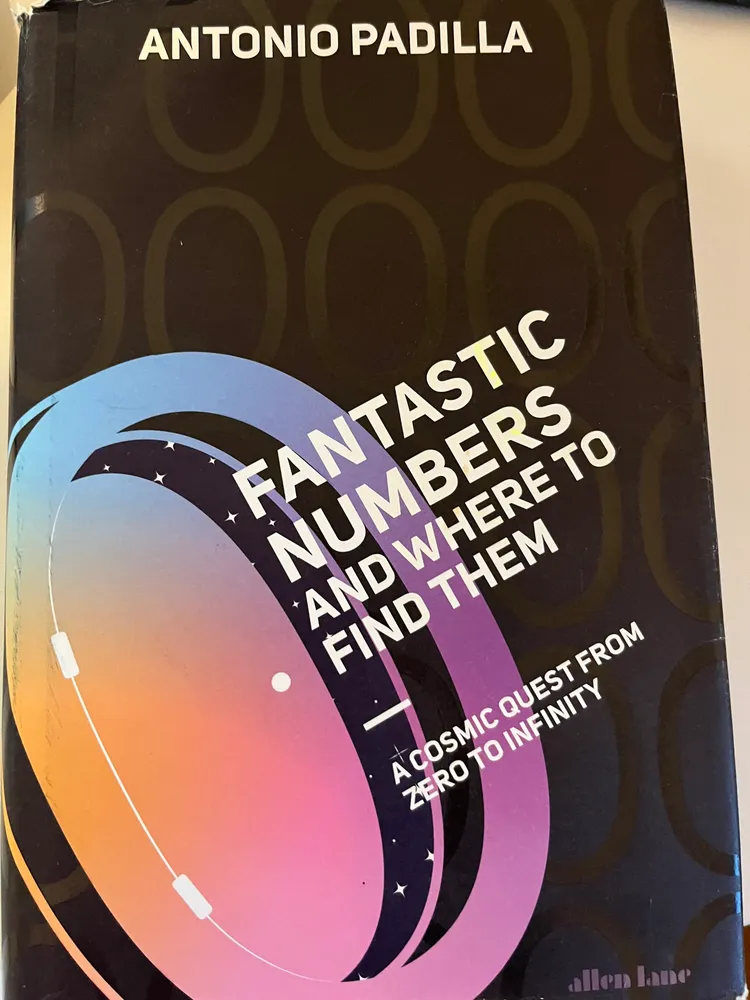 ANTONIO PADILLA
FANTASTIC
NUMBERS
AND WHERE TO
FIND THEM
A COSMIC QUEST FROM
ZERO TO INFINITY
allen lane